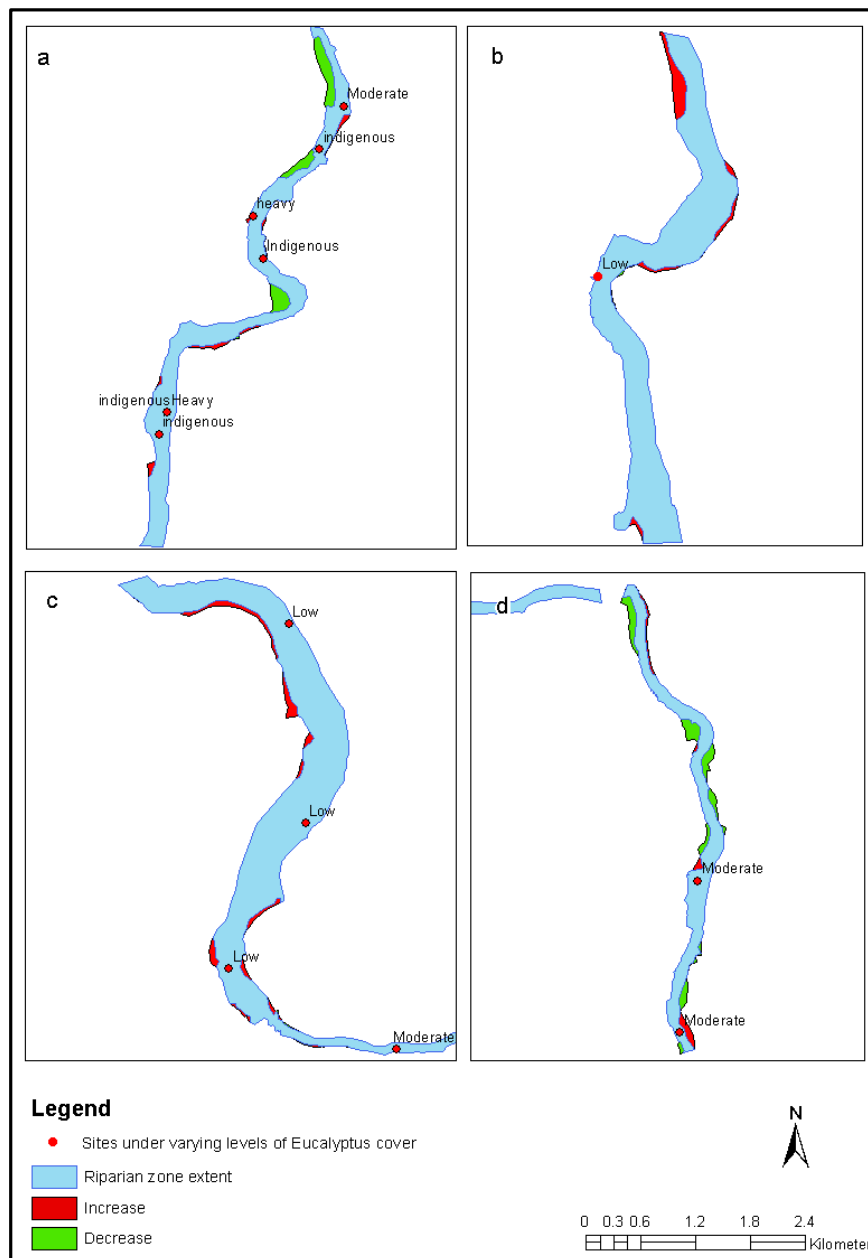 a
Moderate
indigenous
heavy
Indigenous
indigenousHeavy
indigenous
b
Low
c
Low
Low
Low
Moderate
d
Moderate
Moderate
Legend
Sites under varying levels of Eucalyptus cover
Riparian zone extent
Increase
Decrease
N
0 0.3 0.6 1.2 1.8 2.4
Kilometer